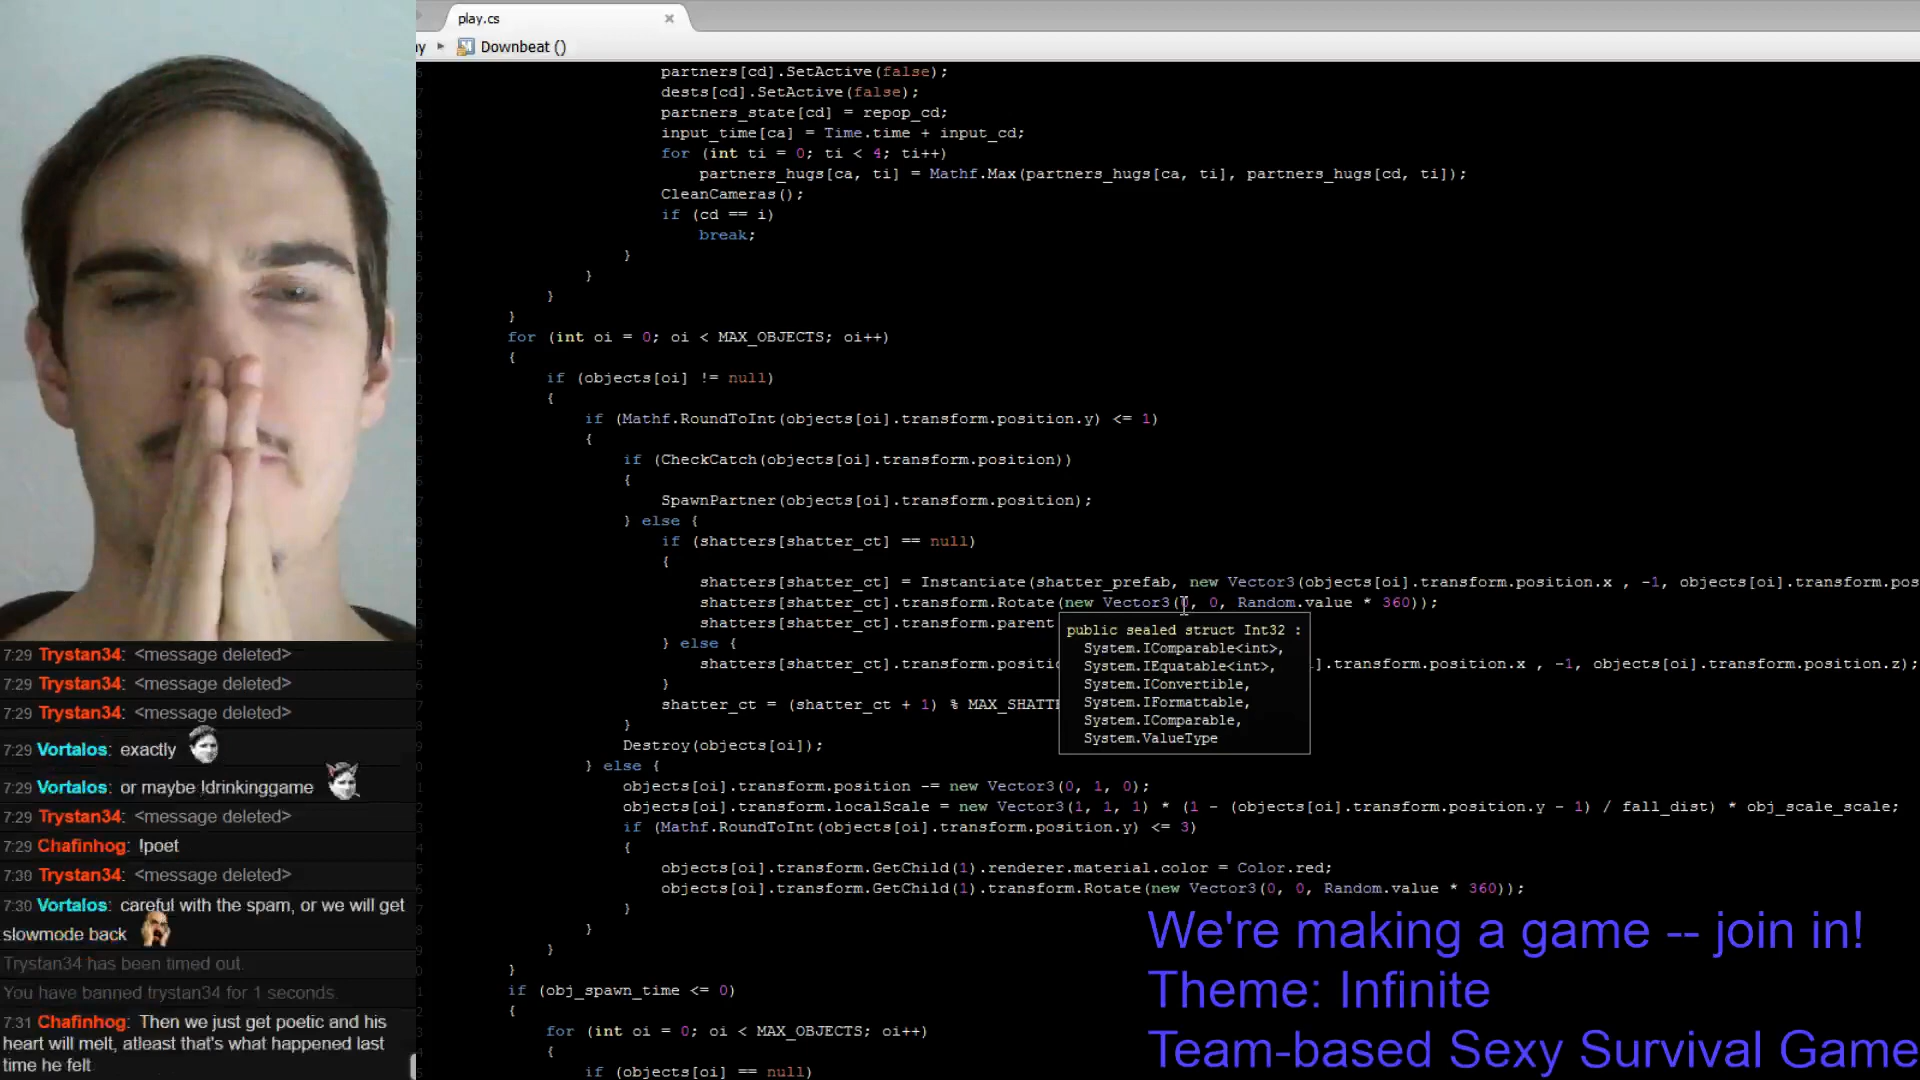 play.cs
Downbeat ()
partners[cd].SetActive(false);
dests[cd].SetActive(false);
partners_state[cd] = repop_cd;
input_time[ca] = Time.time + input_cd;
for (int ti = 0; ti < 4; ti++)
partners_hugs[ca, ti] = Mathf.Max(partners_hugs[ca, ti], partners_hugs[cd, ti]);
CleanCameras();
if (cd == i)
break;
}
}
}
}
for (int oi = 0; oi < MAX_OBJECTS; oi++)
{
if (objects[oi] != null)
{
if (Mathf.RoundToInt(objects[oi].transform.position.y) <= 1)
{
if (CheckCatch(objects[oi].transform.position))
{
SpawnPartner(objects[oi].transform.position);
} else {
if (shatters[shatter_ct] == null)
{
shatters[shatter_ct] = Instantiate(shatter_prefab, new Vector3(objects[oi].transform.position.x , -1, objects[oi].transform.pos
shatters[shatter_ct].transform.Rotate(new Vector3(0, 0, Random.value * 360));
shatters[shatter_ct].transform.parent
} else {
shatters[shatter_ct].transform.positi ].transform.position.x , -1, objects[oi].transform.position.z);
}
shatter_ct = (shatter_ct + 1) % MAX_SHATT
}
Destroy(objects[oi]);
} else {
objects[oi].transform.position -= new Vector3(0, 1, 0);
objects[oi].transform.localScale = new Vector3(1, 1, 1) * (1 - (objects[oi].transform.position.y - 1) / fall_dist) * obj_scale_scale;
if (Mathf.RoundToInt(objects[oi].transform.position.y) <= 3)
{
objects[oi].transform.GetChild(1).renderer.material.color = Color.red;
objects[oi].transform.GetChild(1).transform.Rotate(new Vector3(0, 0, Random.value * 360));
}
}
}
}
if (obj_spawn_time <= 0)
{
for (int oi = 0; oi < MAX_OBJECTS; oi++)
{
if (objects[oi] == null)
public sealed struct Int32 :
System.IComparable<int>,
System.IEquatable<int>,
System.IConvertible,
System.IFormattable,
System.IComparable,
System.ValueType
7:29 Trystan34: <message deleted>
7:29 Trystan34: <message deleted>
7:29 Trystan34: <message deleted>
7:29 Vortalos: exactly
7:29 Vortalos: or maybe !drinkinggame
7:29 Trystan34: <message deleted>
7:29 Chafinhog: !poet
7:30 Trystan34: <message deleted>
7:30 Vortalos: careful with the spam, or we will get
slowmode back
Trystan34 has been timed out.
You have banned trystan34 for 1 seconds.
7:31 Chafinhog: Then we just get poetic and his
heart will melt, atleast that's what happened last
time he felt
We're making a game -- join in!
Theme: Infinite
Team-based Sexy Survival Game